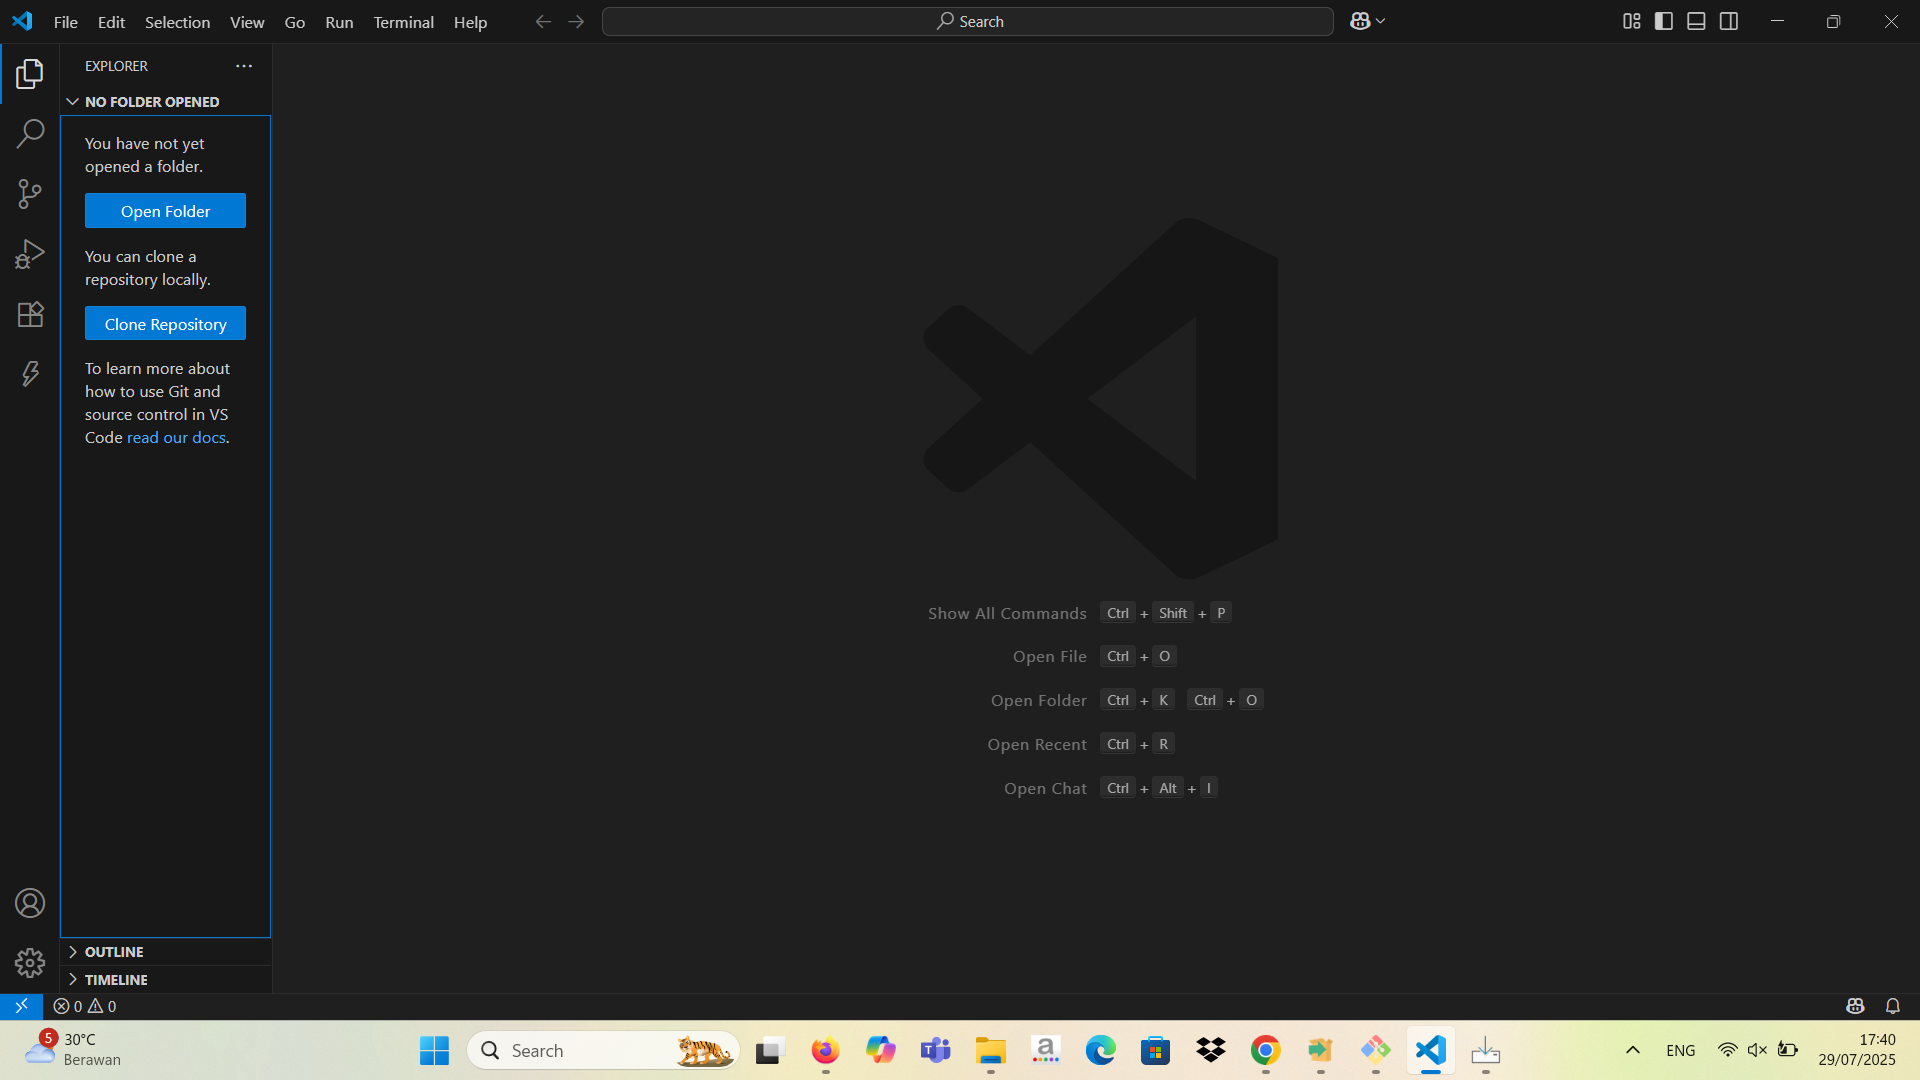 File Edit Selection View Go Run Terminal Help
Search
EXPLORER
NO FOLDER OPENED
You have not yet
opened a folder.
Open Folder
You can clone a
repository locally.
Clone Repository
To learn more about
how to use Git and
source control in VS
Code read our docs.
OUTLINE
TIMELINE
Show All Commands Ctrl + Shift + P
Open File Ctrl + O
Open Folder Ctrl + K Ctrl + O
Open Recent Ctrl + R
Open Chat Ctrl + Alt + I
0 0
5
30°C
Berawan
Search
T
a
ENG
17:40
29/07/2025